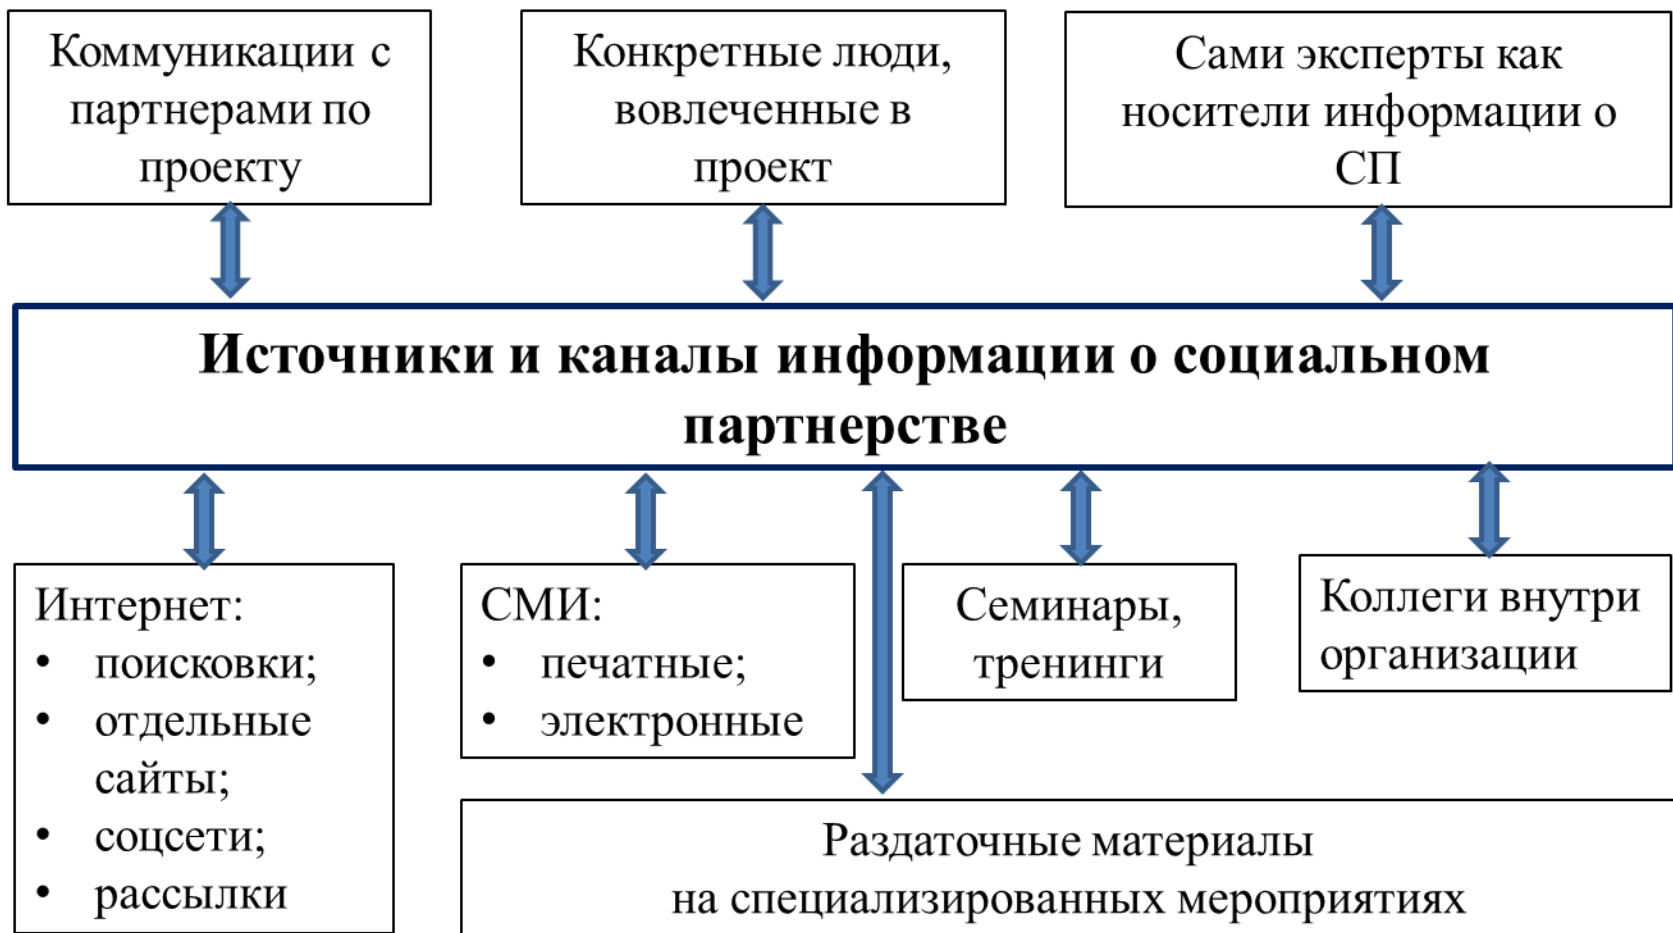 Коммуникации с
партнерами по
проекту
Конкретные люди,
вовлеченные в
проект
Сами эксперты как
носители информации о
СП
Источники и каналы информации о социальном
партнерстве
Интернет:
• поисковки;
• отдельные
сайты;
• соцсети;
• рассылки
СМИ:
• печатные;
• электронные
Семинары,
тренинги
Коллеги внутри
организации
Раздаточные материалы
на специализированных мероприятиях